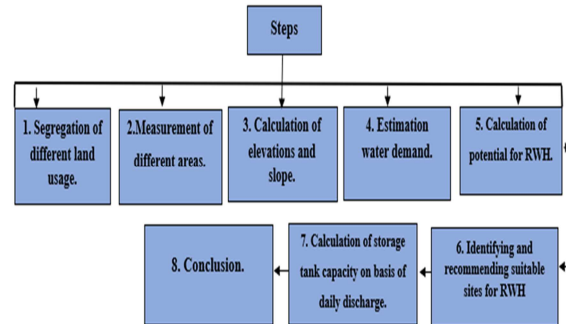 Steps
1. Segregation of
different land
usage.
2.Measurement of
different areas.
3. Calculation of
elevations and
slope.
4. Estimation
water demand.
5. Calculation of
potential for RWH.
6. Identifying and
recommending suitable
sites for RWH
7. Calculation of storage
tank capacity on basis of
daily discharge.
8. Conclusion.